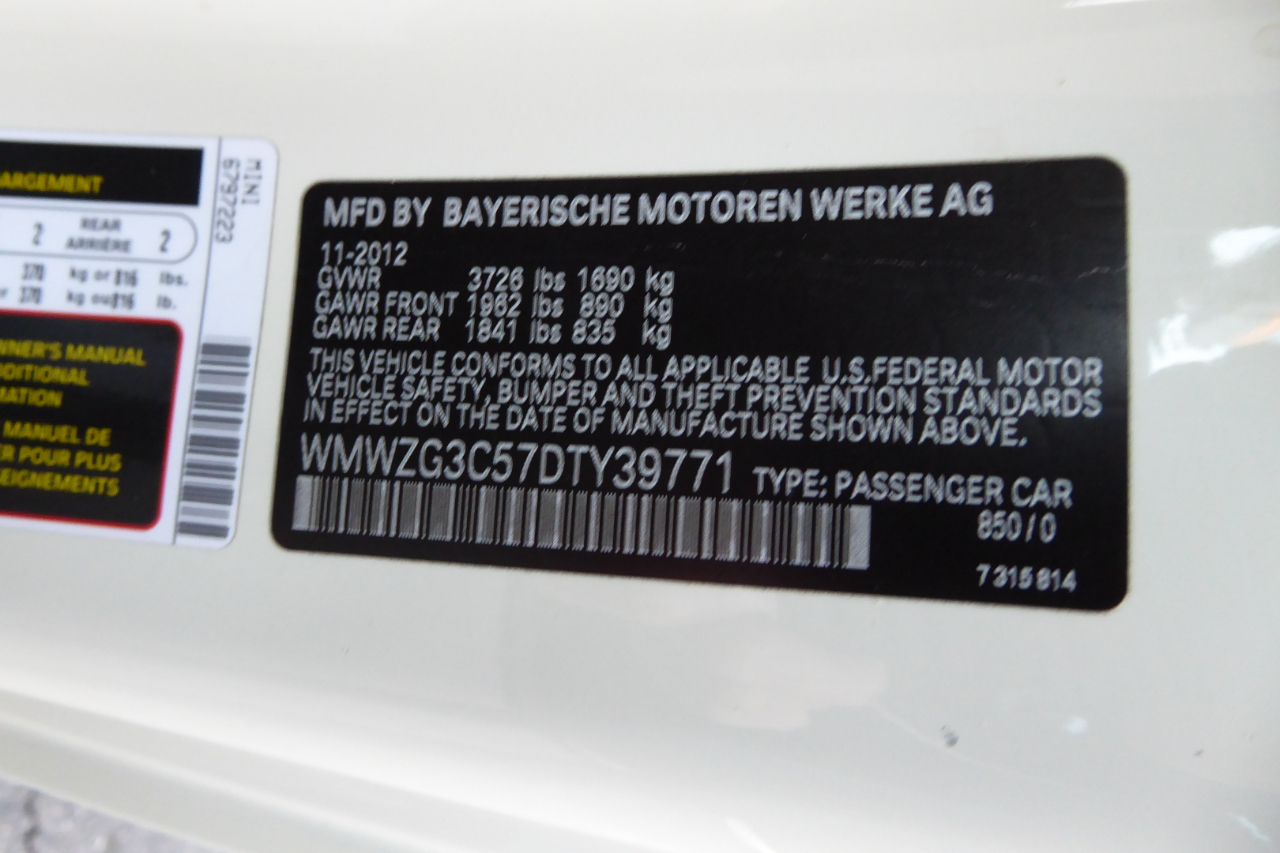 ARGEMENT
2 REAR ARRIÈRE 2
370 kg or 816 lbs.
370 kg ou 816 lb.
WNER'S MANUAL
DDITIONAL
MATION
MANUEL DE
ER POUR PLUS
SEIGNEMENTS
MINI
6797223
MFD BY BAYERISCHE MOTOREN WERKE AG
11-2012
GVWR 3726 lbs 1690 kg
GAWR FRONT 1962 lbs 890 kg
GAWR REAR 1841 lbs 835 kg
THIS VEHICLE CONFORMS TO ALL APPLICABLE U.S.FEDERAL MOTOR
VEHICLE SAFETY, BUMPER AND THEFT PREVENTION STANDARDS
IN EFFECT ON THE DATE OF MANUFACTURE SHOWN ABOVE.
WMWZG3C57DTY39771 TYPE: PASSENGER CAR
850/0
7315814